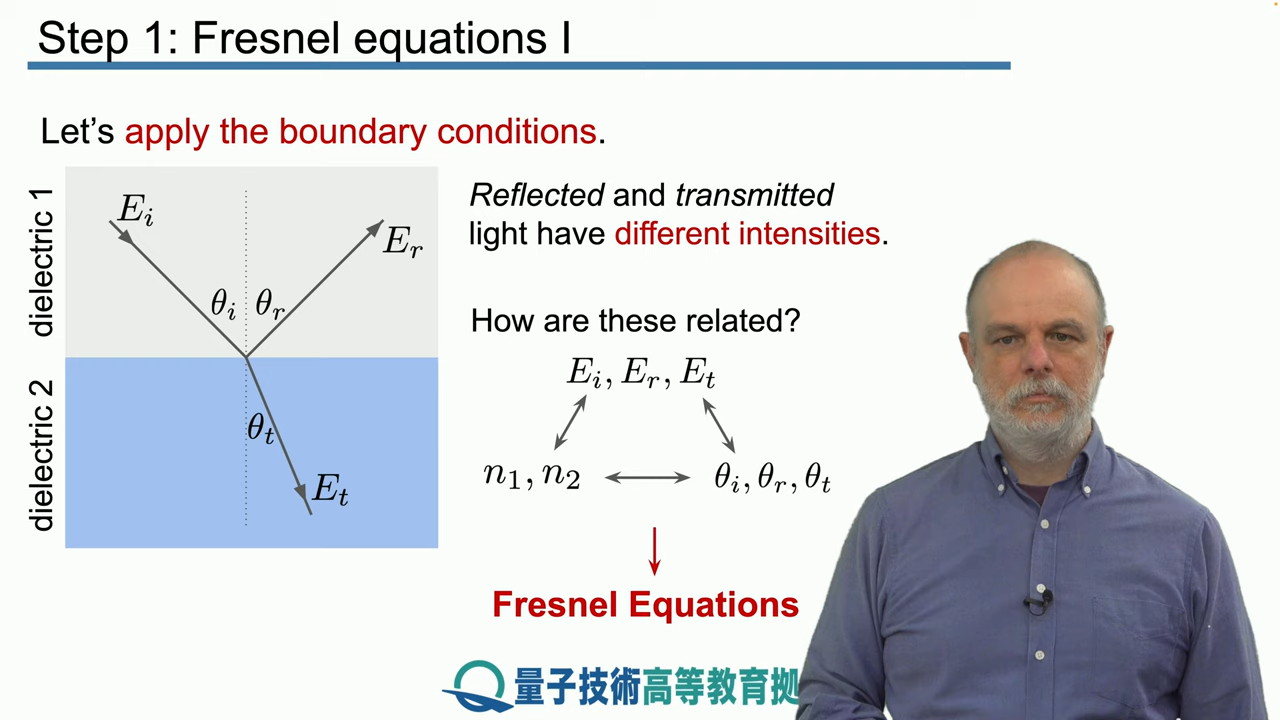 Step 1: Fresnel equations I
Let's apply the boundary conditions.
dielectric 1
dielectric 2
E_i
E_r
θ_i
θ_r
θ_t
E_t
Reflected and transmitted
light have different intensities.
How are these related?
E_i, E_r, E_t
n_1, n_2
θ_i, θ_r, θ_t
Fresnel Equations
量子技術高等教育拠